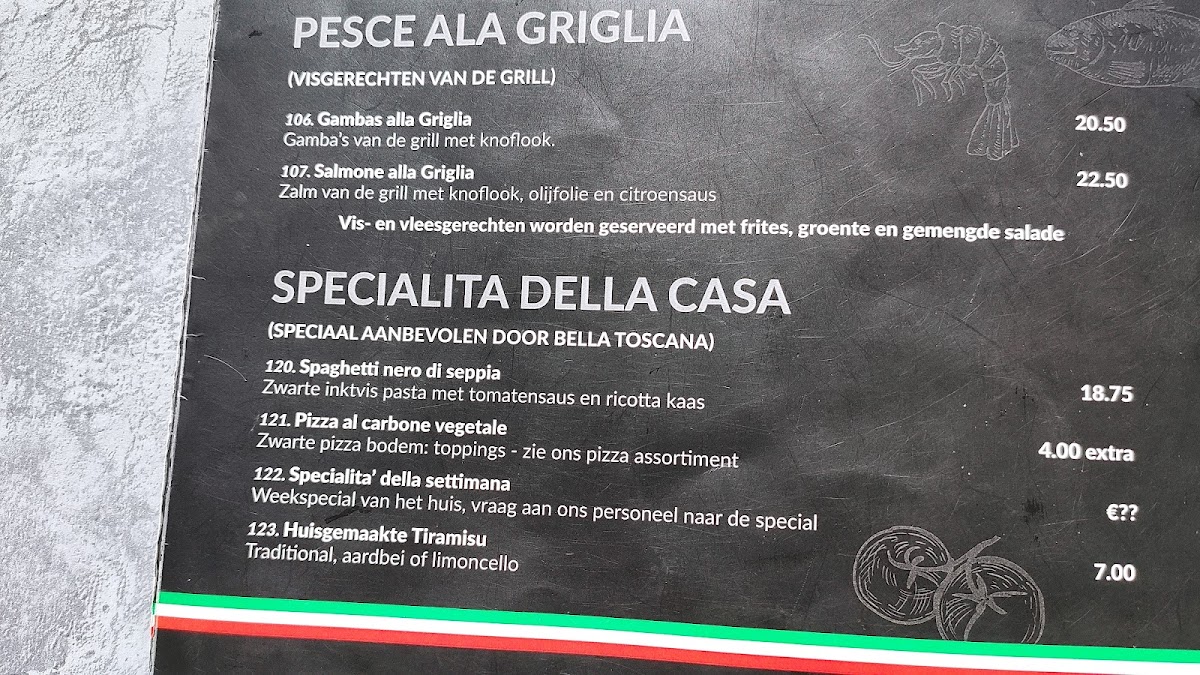 PESCE ALA GRIGLIA
(VISGERECHTEN VAN DE GRILL)
106. Gambas alla Griglia 20.50
Gamba's van de grill met knoflook.
107. Salmone alla Griglia 22.50
Zalm van de grill met knoflook, olijfolie en citroensaus
Vis- en vleesgerechten worden geserveerd met frites, groente en gemengde salade
SPECIALITA DELLA CASA
(SPECIAAL AANBEVOLEN DOOR BELLA TOSCANA)
120. Spaghetti nero di seppia 18.75
Zwarte inktvis pasta met tomatensaus en ricotta kaas
121. Pizza al carbone vegetale 4.00 extra
Zwarte pizza bodem: toppings - zie ons pizza assortiment
122. Specialita' della settimana €??
Weekspecial van het huis, vraag aan ons personeel naar de special
123. Huisgemaakte Tiramisu 7.00
Traditional, aardbei of limoncello